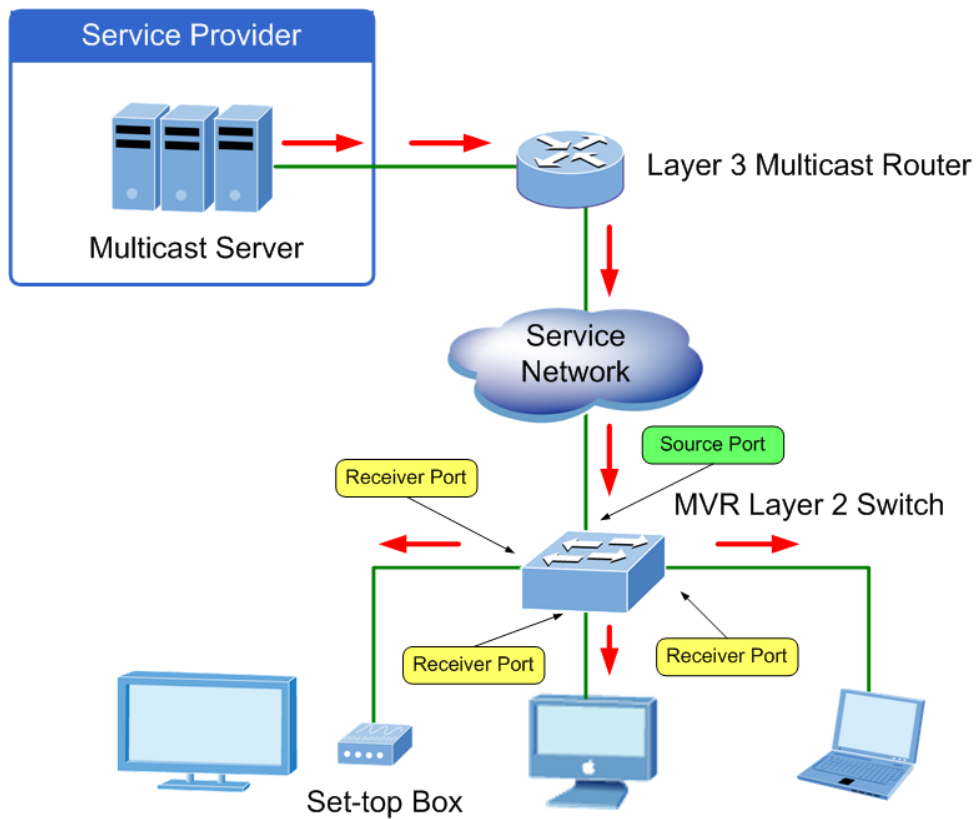 Service Provider
Multicast Server
Layer 3 Multicast Router
Service
Network
Source Port
Receiver Port
MVR Layer 2 Switch
Receiver Port
Receiver Port
Set-top Box